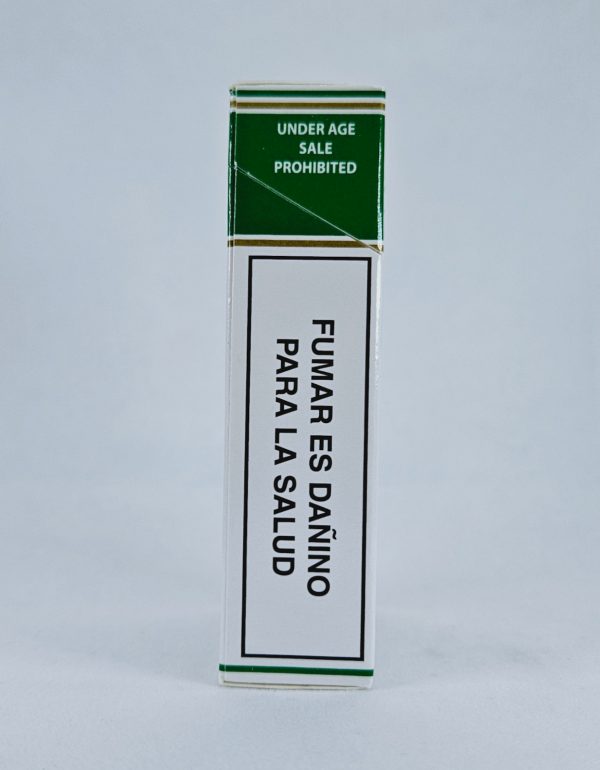 UNDER AGE
SALE
PROHIBITED
FUMAR ES DAÑINO
PARA LA SALUD